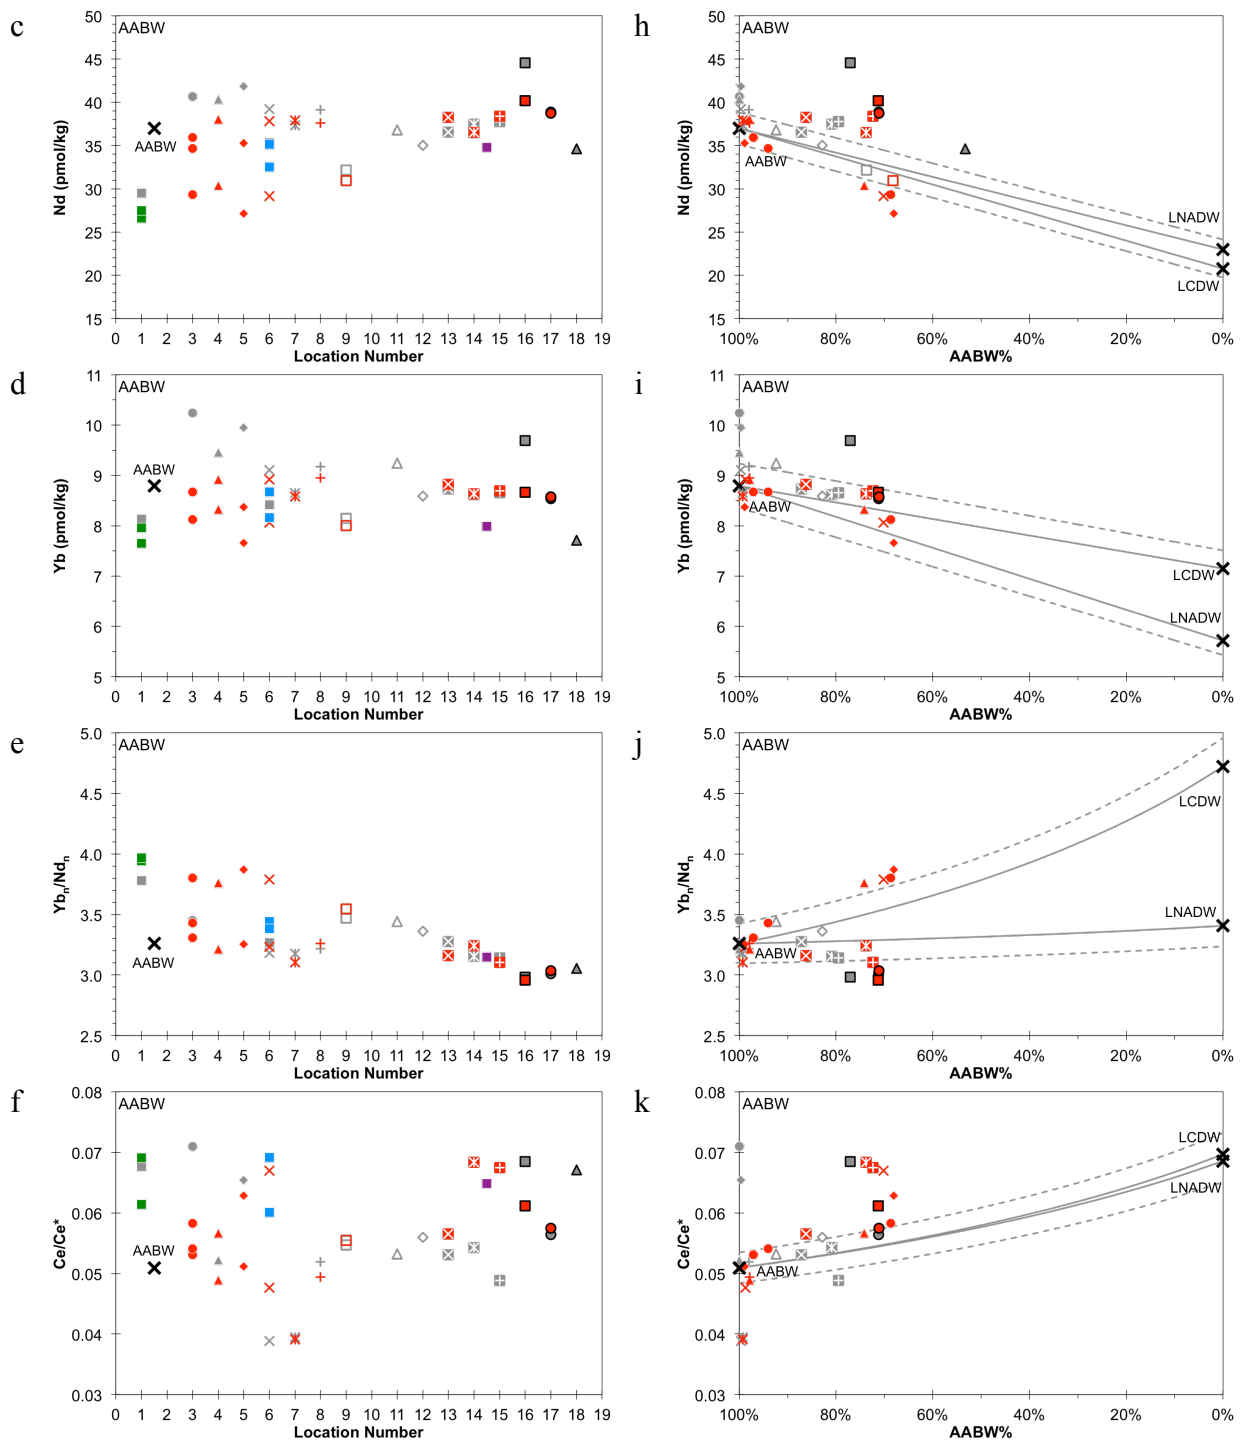 c
AABW
Nd (pmol/kg)
50
45
40
35
30
25
20
15
AABW
0 1 2 3 4 5 6 7 8 9 10 11 12 13 14 15 16 17 18 19
Location Number
h
AABW
Nd (pmol/kg)
50
45
40
35
30
25
20
15
AABW
LNADW
LCDW
100% 80% 60% 40% 20% 0%
AABW%
d
AABW
Yb (pmol/kg)
11
10
9
8
7
6
5
AABW
0 1 2 3 4 5 6 7 8 9 10 11 12 13 14 15 16 17 18 19
Location Number
i
AABW
Yb (pmol/kg)
11
10
9
8
7
6
5
AABW
LCDW
LNADW
100% 80% 60% 40% 20% 0%
AABW%
e
AABW
Ybn/Ndn
5.0
4.5
4.0
3.5
3.0
2.5
AABW
0 1 2 3 4 5 6 7 8 9 10 11 12 13 14 15 16 17 18 19
Location Number
j
AABW
Ybn/Ndn
5.0
4.5
4.0
3.5
3.0
2.5
AABW
LCDW
LNADW
100% 80% 60% 40% 20% 0%
AABW%
f
AABW
Ce/Ce*
0.08
0.07
0.06
0.05
0.04
0.03
AABW
0 1 2 3 4 5 6 7 8 9 10 11 12 13 14 15 16 17 18 19
Location Number
k
AABW
Ce/Ce*
0.08
0.07
0.06
0.05
0.04
0.03
AABW
LCDW
LNADW
100% 80% 60% 40% 20% 0%
AABW%